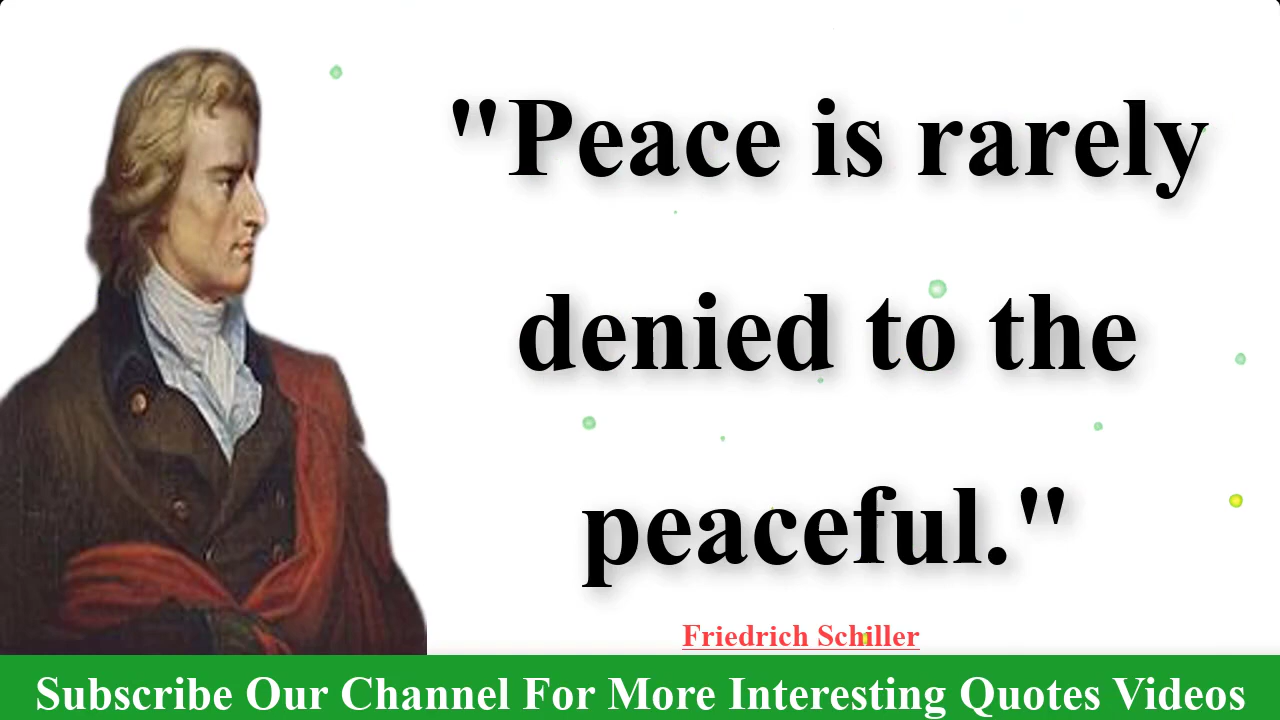 "Peace is rarely
denied to the
peaceful."
Friedrich Schiller
Subscribe Our Channel For More Interesting Quotes Videos